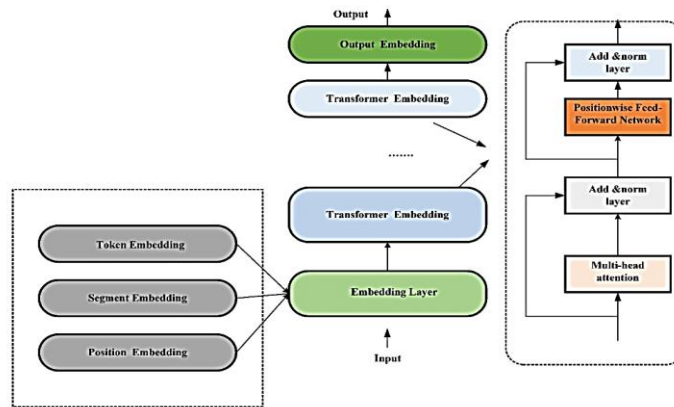 Output
Output Embedding
Transformer Embedding
.......
Transformer Embedding
Token Embedding
Segment Embedding
Position Embedding
Embedding Layer
Input
Add &norm
layer
Positionwise Feed-
Forward Network
Add &norm
layer
Multi-head
attention